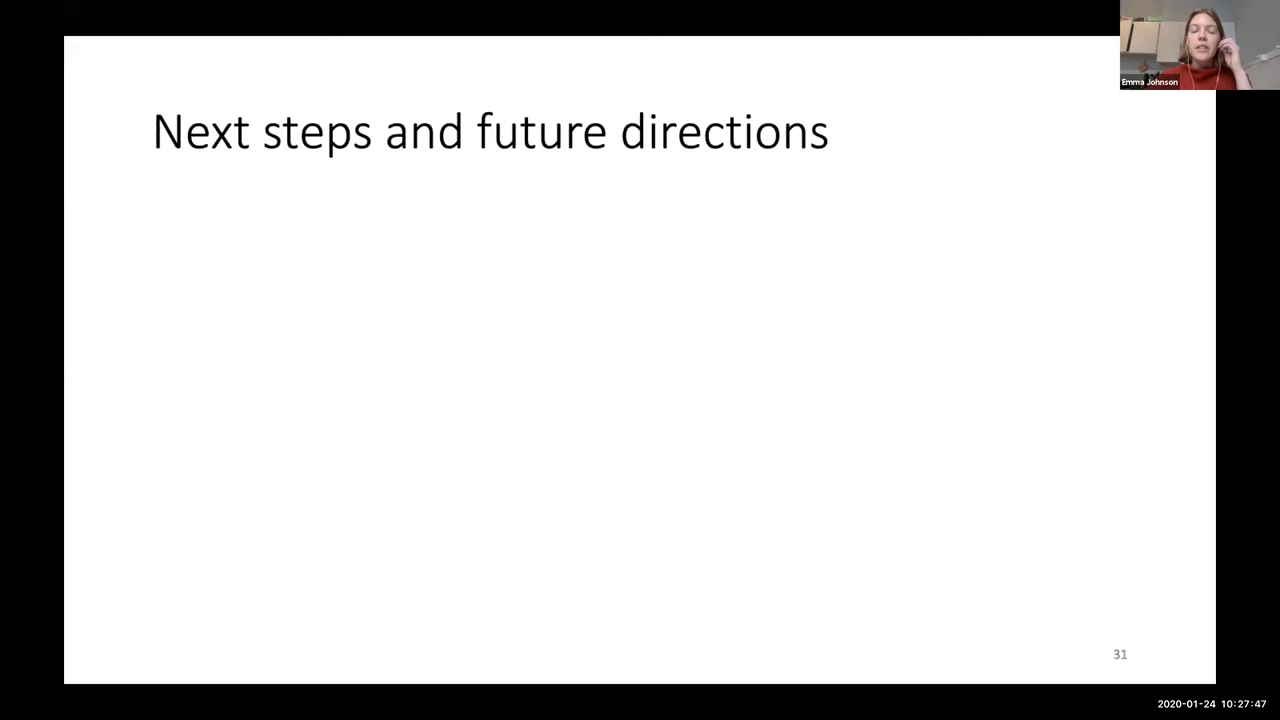 Emma Johnson
Next steps and future directions
31
2020-01-24 10:27:47